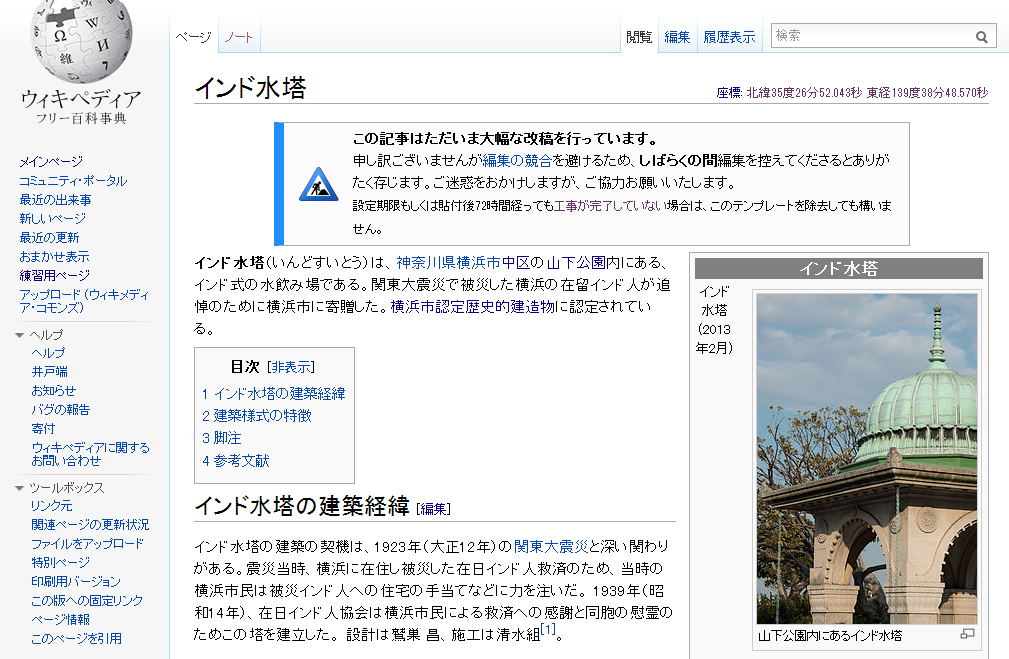 ウィキペディア
フリー百科事典
メインページ
コミュニティ・ポータル
最近の出来事
新しいページ
最近の更新
おまかせ表示
練習用ページ
アップロード (ウィキメディ
ア・コモンズ)
ヘルプ
ヘルプ
井戸端
お知らせ
バグの報告
寄付
ウィキペディアに関する
お問い合わせ
ツールボックス
リンク元
関連ページの更新状況
ファイルをアップロード
特別ページ
印刷用バージョン
この版への固定リンク
ページ情報
このページを引用
ページ ノート 閲覧 編集 履歴表示 検索
インド水塔
座標: 北緯35度26分52.043秒 東経139度38分48.570秒
この記事はただいま大幅な改稿を行っています。
申し訳ございませんが編集の競合を避けるため、しばらくの間編集を控えてくださるとありが
たく存じます。ご迷惑をおかけしますが、ご協力お願いいたします。
設定期限もしくは貼付後72時間経っても工事が完了していない場合は、このテンプレートを除去しても構いま
せん。
インド水塔(いんどすいとう)は、神奈川県横浜市中区の山下公園内にある、
インド式の水飲み場である。関東大震災で被災した横浜の在留インド人が追
悼のために横浜市に寄贈した。横浜市認定歴史的建造物に認定されてい
る。
目次 [非表示]
1 インド水塔の建築経緯
2 建築様式の特徴
3 脚注
4 参考文献
インド水塔の建築経緯 [編集]
インド水塔の建築の契機は、1923年(大正12年)の関東大震災と深い関わり
がある。震災当時、横浜に在住し被災した在日インド人救済のため、当時の
横浜市民は被災インド人への住宅の手当てなどに力を注いだ。1939年(昭
和14年)、在日インド人協会は横浜市民による救済への感謝と同胞の慰霊の
ためこの塔を建立した。設計は鷲巣 昌、施工は清水組[1]。
インド水塔
インド
水塔
(2013
年2月)
山下公園内にあるインド水塔